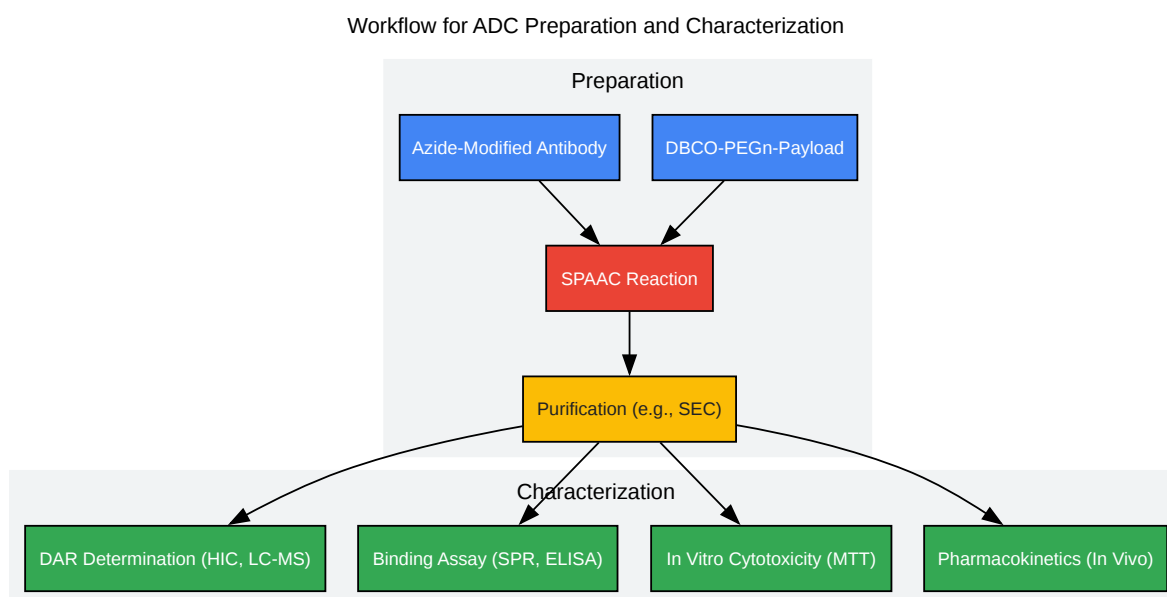 Workflow for ADC Preparation and Characterization
Preparation
Azide-Modified Antibody
DBCO-PEGn-Payload
SPAAC Reaction
Purification (e.g., SEC)
Characterization
DAR Determination (HIC, LC-MS)
Binding Assay (SPR, ELISA)
In Vitro Cytotoxicity (MTT)
Pharmacokinetics (In Vivo)